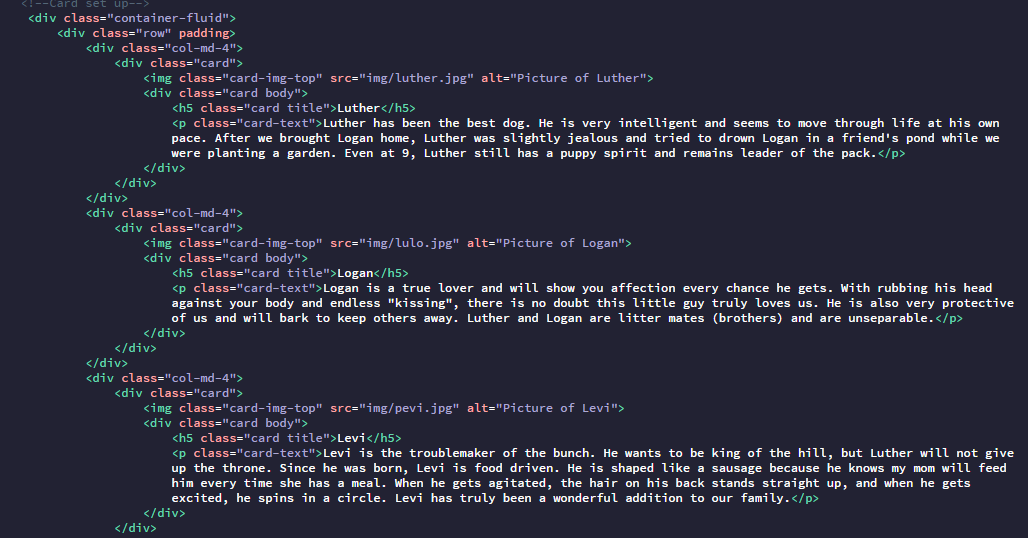 <!--Card set up-->
<div class="container-fluid">
<div class="row" padding>
<div class="col-md-4">
<div class="card">
<img class="card-img-top" src="img/luther.jpg" alt="Picture of Luther">
<div class="card body">
<h5 class="card title">Luther</h5>
<p class="card-text">Luther has been the best dog. He is very intelligent and seems to move through life at his own
pace. After we brought Logan home, Luther was slightly jealous and tried to drown Logan in a friend's pond while we
were planting a garden. Even at 9, Luther still has a puppy spirit and remains leader of the pack.</p>
</div>
</div>
</div>
<div class="col-md-4">
<div class="card">
<img class="card-img-top" src="img/lulo.jpg" alt="Picture of Logan">
<div class="card body">
<h5 class="card title">Logan</h5>
<p class="card-text">Logan is a true lover and will show you affection every chance he gets. With rubbing his head
against your body and endless "kissing", there is no doubt this little guy truly loves us. He is also very protective
of us and will bark to keep others away. Luther and Logan are litter mates (brothers) and are unseparable.</p>
</div>
</div>
</div>
<div class="col-md-4">
<div class="card">
<img class="card-img-top" src="img/pevi.jpg" alt="Picture of Levi">
<div class="card body">
<h5 class="card title">Levi</h5>
<p class="card-text">Levi is the troublemaker of the bunch. He wants to be king of the hill, but Luther will not give
up the throne. Since he was born, Levi is food driven. He is shaped like a sausage because he knows my mom will feed
him every time she has a meal. When he gets agitated, the hair on his back stands straight up, and when he gets
excited, he spins in a circle. Levi has truly been a wonderful addition to our family.</p>
</div>
</div>